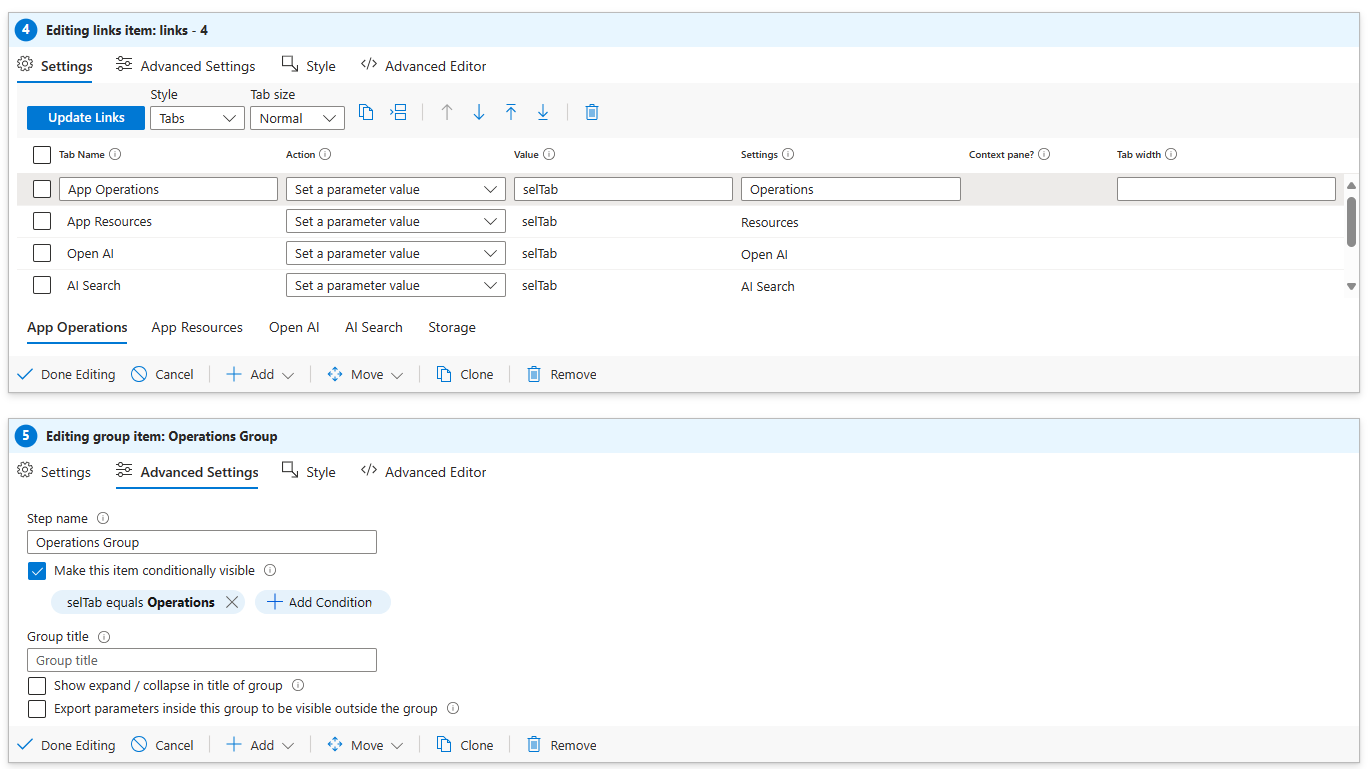 4 Editing links item: links - 4
Settings Advanced Settings Style Advanced Editor
Style Tab size
Update Links Tabs Normal
Tab Name Action Value Settings Context pane? Tab width
App Operations Set a parameter value selTab Operations
App Resources Set a parameter value selTab Resources
Open AI Set a parameter value selTab Open AI
AI Search Set a parameter value selTab AI Search
App Operations App Resources Open AI AI Search Storage
Done Editing Cancel Add Move Clone Remove
5 Editing group item: Operations Group
Settings Advanced Settings Style Advanced Editor
Step name
Operations Group
Make this item conditionally visible
selTab equals Operations Add Condition
Group title
Group title
Show expand / collapse in title of group
Export parameters inside this group to be visible outside the group
Done Editing Cancel Add Move Clone Remove